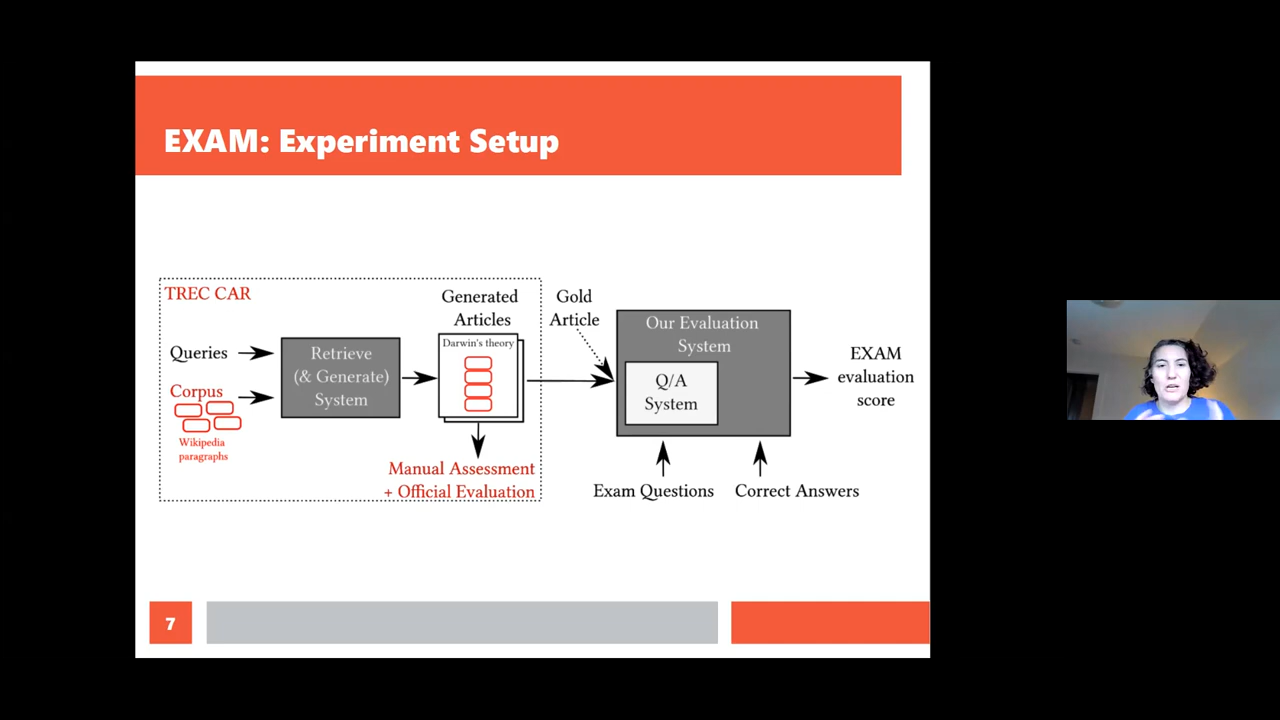 EXAM: Experiment Setup
TREC CAR
Queries
Corpus
Wikipedia
paragraphs
Retrieve
(& Generate)
System
Generated
Articles
Darwin's theory
Manual Assessment
+ Official Evaluation
Gold
Article
Our Evaluation
System
Q/A
System
Exam Questions
Correct Answers
EXAM
evaluation
score
7